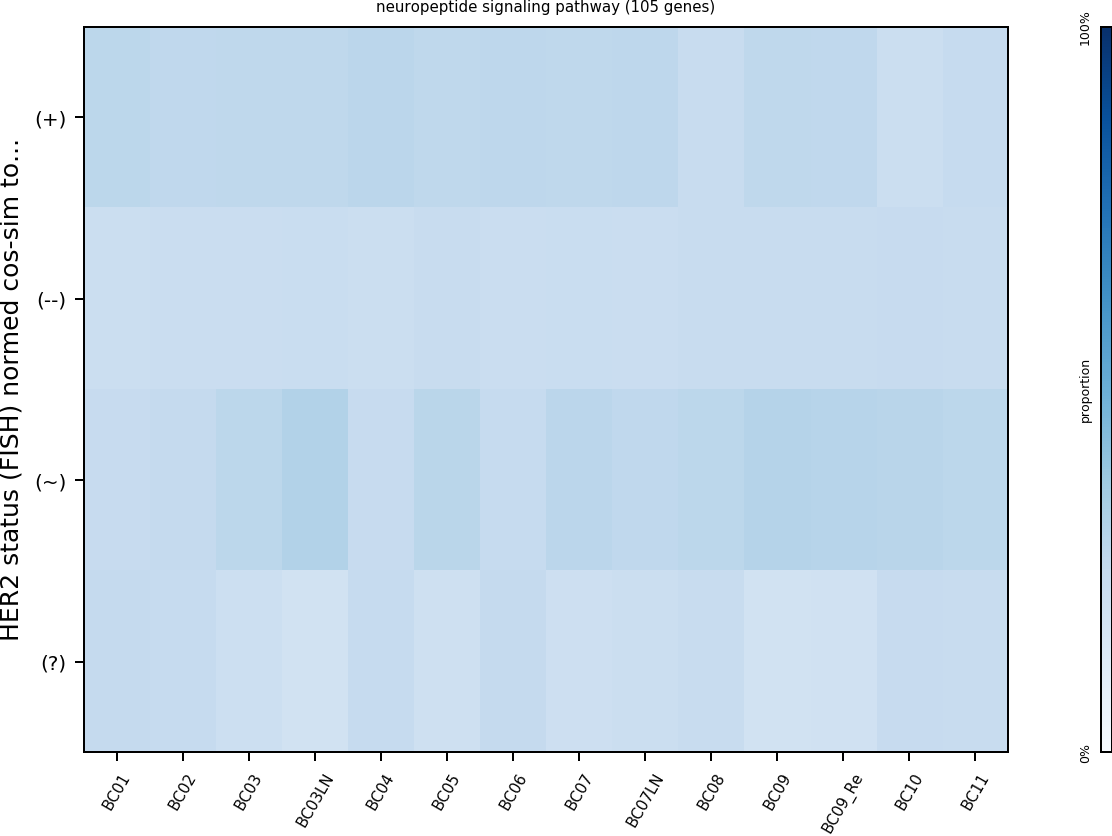 neuropeptide signaling pathway (105 genes)
HER2 status (FISH) normed cos-sim to...
(+)
(--)
(~)
(?)
BC01
BC02
BC03
BC03LN
BC04
BC05
BC06
BC07
BC07LN
BC08
BC09
BC09_Re
BC10
BC11
100%
proportion
0%